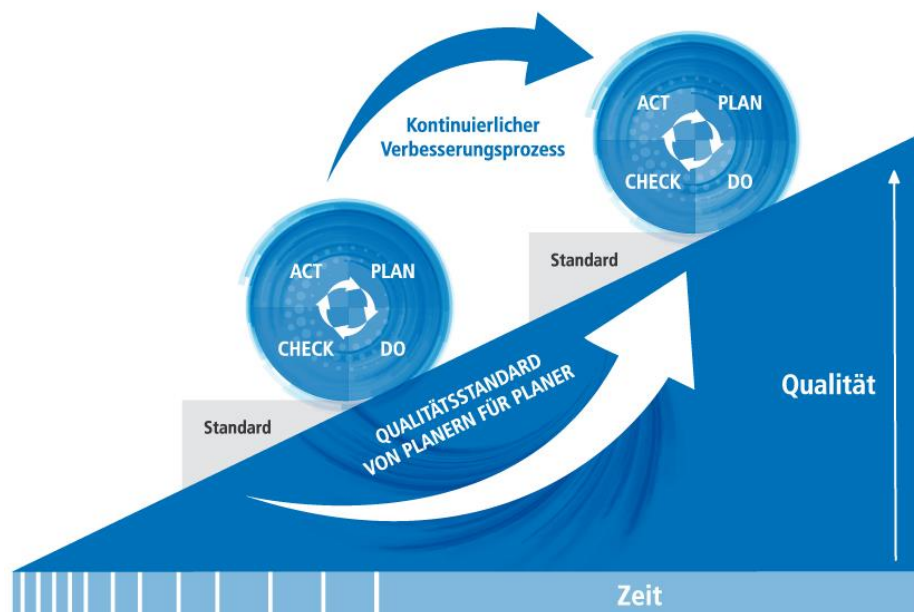 Kontinuierlicher
Verbesserungsprozess
ACT PLAN
CHECK DO
Standard
ACT PLAN
CHECK DO
Standard
QUALITÄTSSTANDARD
VON PLANERN FÜR PLANER
Qualität
Zeit